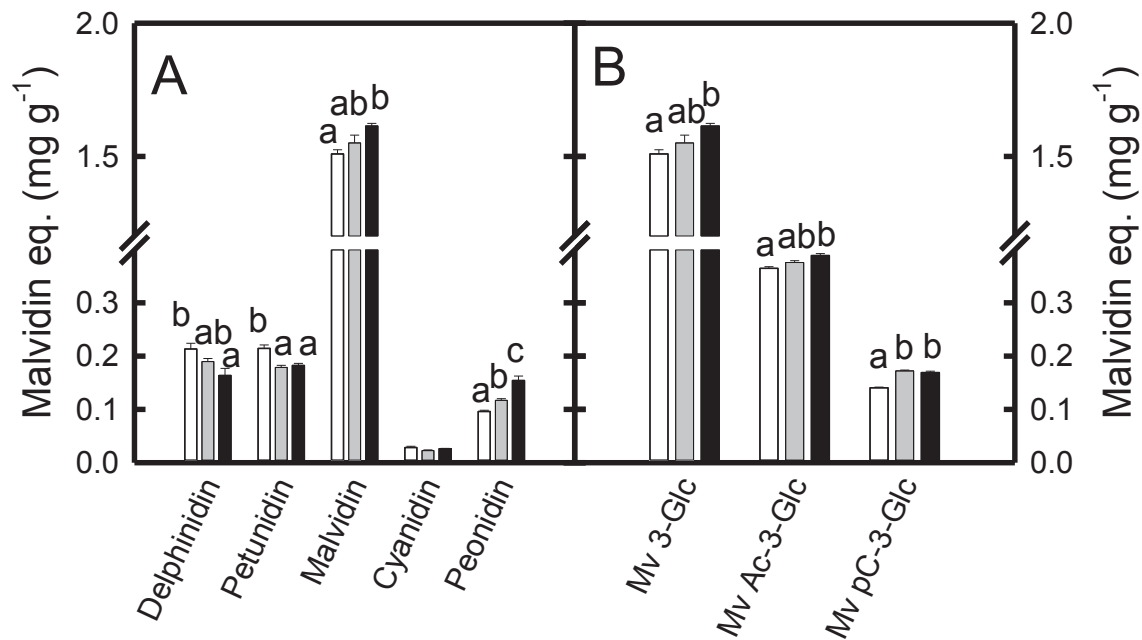 2.0
1.5
0.3
0.2
0.1
0.0
Malvidin eq. (mg g⁻¹)
A
b ab a
b a a
a ab b
a b c
Delphinidin
Petunidin
Malvidin
Cyanidin
Peonidin
B
a ab b
a ab b
a b b
Mv 3-Glc
Mv Ac-3-Glc
Mv pC-3-Glc
2.0
1.5
0.3
0.2
0.1
0.0
Malvidin eq. (mg g⁻¹)